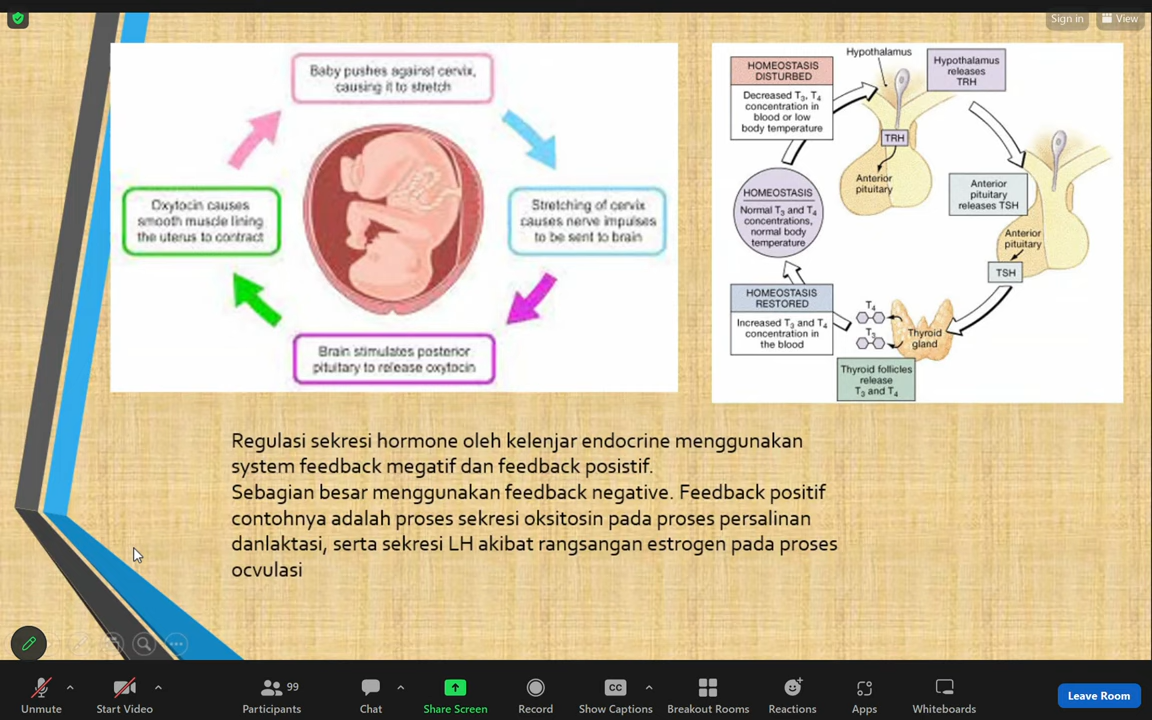 Sign in
View
Baby pushes against cervix,
causing it to stretch
Stretching of cervix
causes nerve impulses
to be sent to brain
Brain stimulates posterior
pituitary to release oxytocin
Oxytocin causes
smooth muscle lining
the uterus to contract
HOMEOSTASIS
DISTURBED
Decreased T3, T4
concentration in
blood or low
body temperature
Hypothalamus
Hypothalamus
releases
TRH
TRH
Anterior
pituitary
Anterior
pituitary
releases TSH
Anterior
pituitary
TSH
HOMEOSTASIS
Normal T3 and T4
concentrations,
normal body
temperature
HOMEOSTASIS
RESTORED
Increased T3 and T4
concentration in
the blood
T4
T3
Thyroid
gland
Thyroid follicles
release
T3 and T4
Regulasi sekresi hormone oleh kelenjar endocrine menggunakan
system feedback megatif dan feedback posistif.
Sebagian besar menggunakan feedback negative. Feedback positif
contohnya adalah proses sekresi oksitosin pada proses persalinan
danlaktasi, serta sekresi LH akibat rangsangan estrogen pada proses
ocvulasi
Unmute
Start Video
99
Participants
Chat
Share Screen
Record
CC
Show Captions
Breakout Rooms
Reactions
Apps
Whiteboards
Leave Room